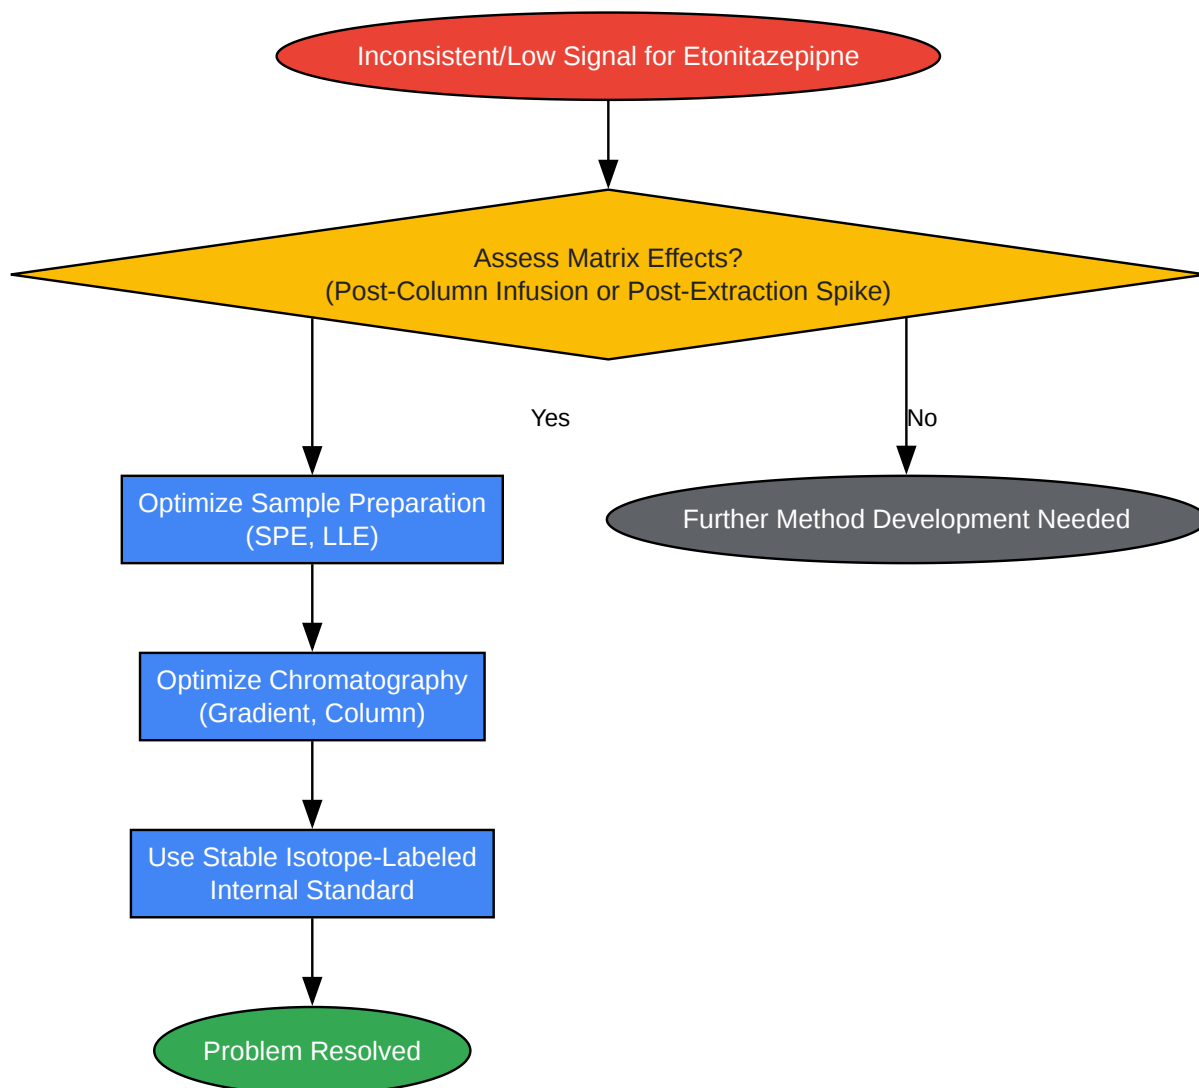 Inconsistent/Low Signal for Etonitazepipne
Assess Matrix Effects?
(Post-Column Infusion or Post-Extraction Spike)
Yes
No
Optimize Sample Preparation
(SPE, LLE)
Further Method Development Needed
Optimize Chromatography
(Gradient, Column)
Use Stable Isotope-Labeled
Internal Standard
Problem Resolved